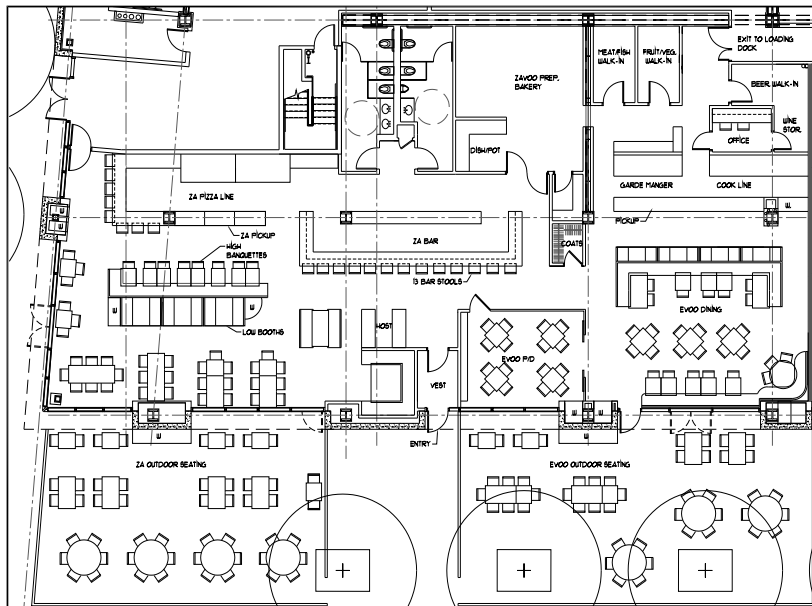 EXIT TO LOADING
DOCK
MEAT/FISH
WALK-IN
FRUIT/VEG.
WALK-IN
ZAVOO PREP.
BAKERY
BEER WALK-IN
WINE
STOR.
OFFICE
DISH/POT
ZA PIZZA LINE
GARDE MANGER
COOK LINE
PICKUP
W.
ZA PICKUP
HIGH
BANQUETTES
ZA BAR
COATS
13 BAR STOOLS
EVOO DINING
LOW BOOTHS
HOST
EVOO P/D
VEST
ENTRY
ZA OUTDOOR SEATING
EVOO OUTDOOR SEATING